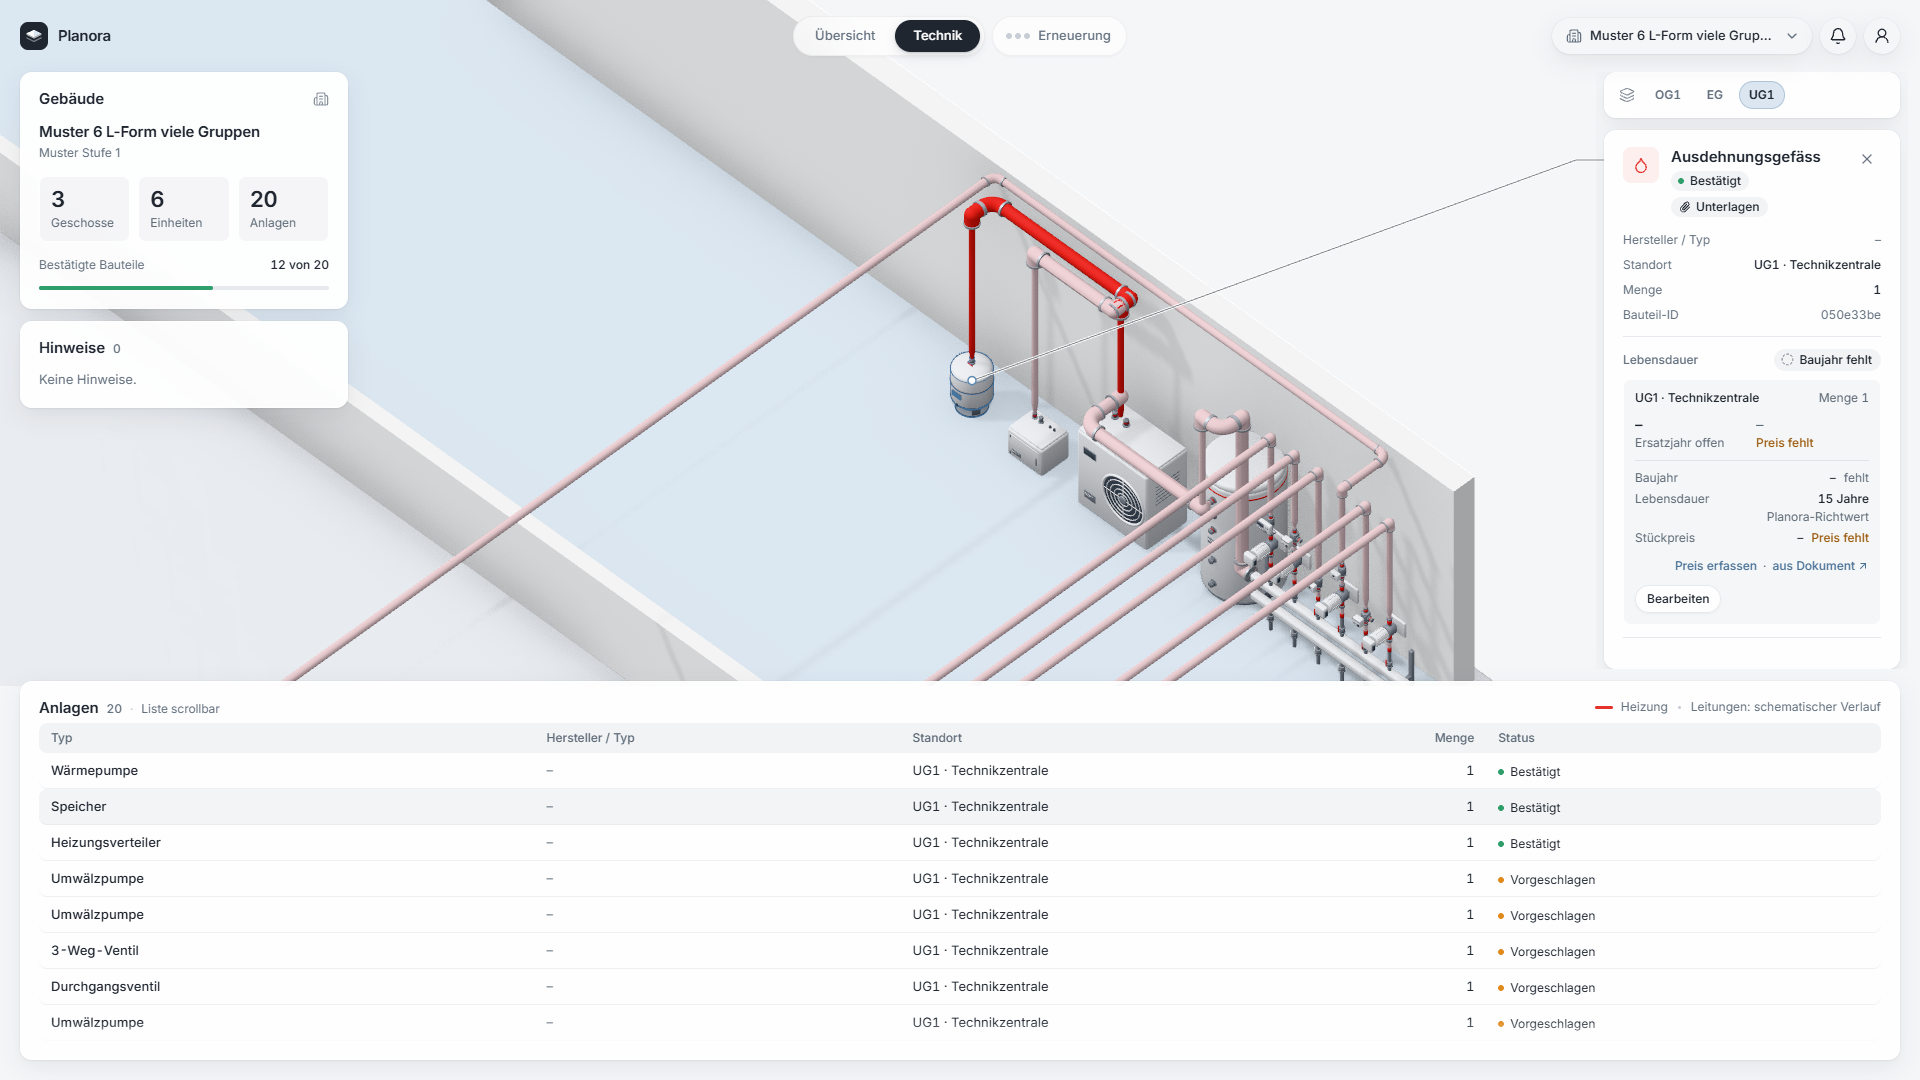 Planora
Übersicht
Technik
Erneuerung
Muster 6 L-Form viele Grup...
Gebäude
Muster 6 L-Form viele Gruppen
Muster Stufe 1
3 6 20
Geschosse Einheiten Anlagen
Bestätigte Bauteile 12 von 20
Hinweise 0
Keine Hinweise.
OG1 EG UG1
Ausdehnungsgefäss
Bestätigt
Unterlagen
Hersteller / Typ –
Standort UG1 · Technikzentrale
Menge 1
Bauteil-ID 050e33be
Lebensdauer Baujahr fehlt
UG1 · Technikzentrale Menge 1
– –
Ersatzjahr offen Preis fehlt
Baujahr – fehlt
Lebensdauer 15 Jahre
Planora-Richtwert
Stückpreis – Preis fehlt
Preis erfassen · aus Dokument ↗
Bearbeiten
Anlagen 20 · Liste scrollbar
Heizung · Leitungen: schematischer Verlauf
Typ Hersteller / Typ Standort Menge Status
Wärmepumpe – UG1 · Technikzentrale 1 Bestätigt
Speicher – UG1 · Technikzentrale 1 Bestätigt
Heizungsverteiler – UG1 · Technikzentrale 1 Bestätigt
Umwälzpumpe – UG1 · Technikzentrale 1 Vorgeschlagen
Umwälzpumpe – UG1 · Technikzentrale 1 Vorgeschlagen
3-Weg-Ventil – UG1 · Technikzentrale 1 Vorgeschlagen
Durchgangsventil – UG1 · Technikzentrale 1 Vorgeschlagen
Umwälzpumpe – UG1 · Technikzentrale 1 Vorgeschlagen